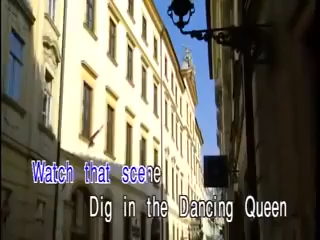 Watch that scene
Dig in the Dancing Queen